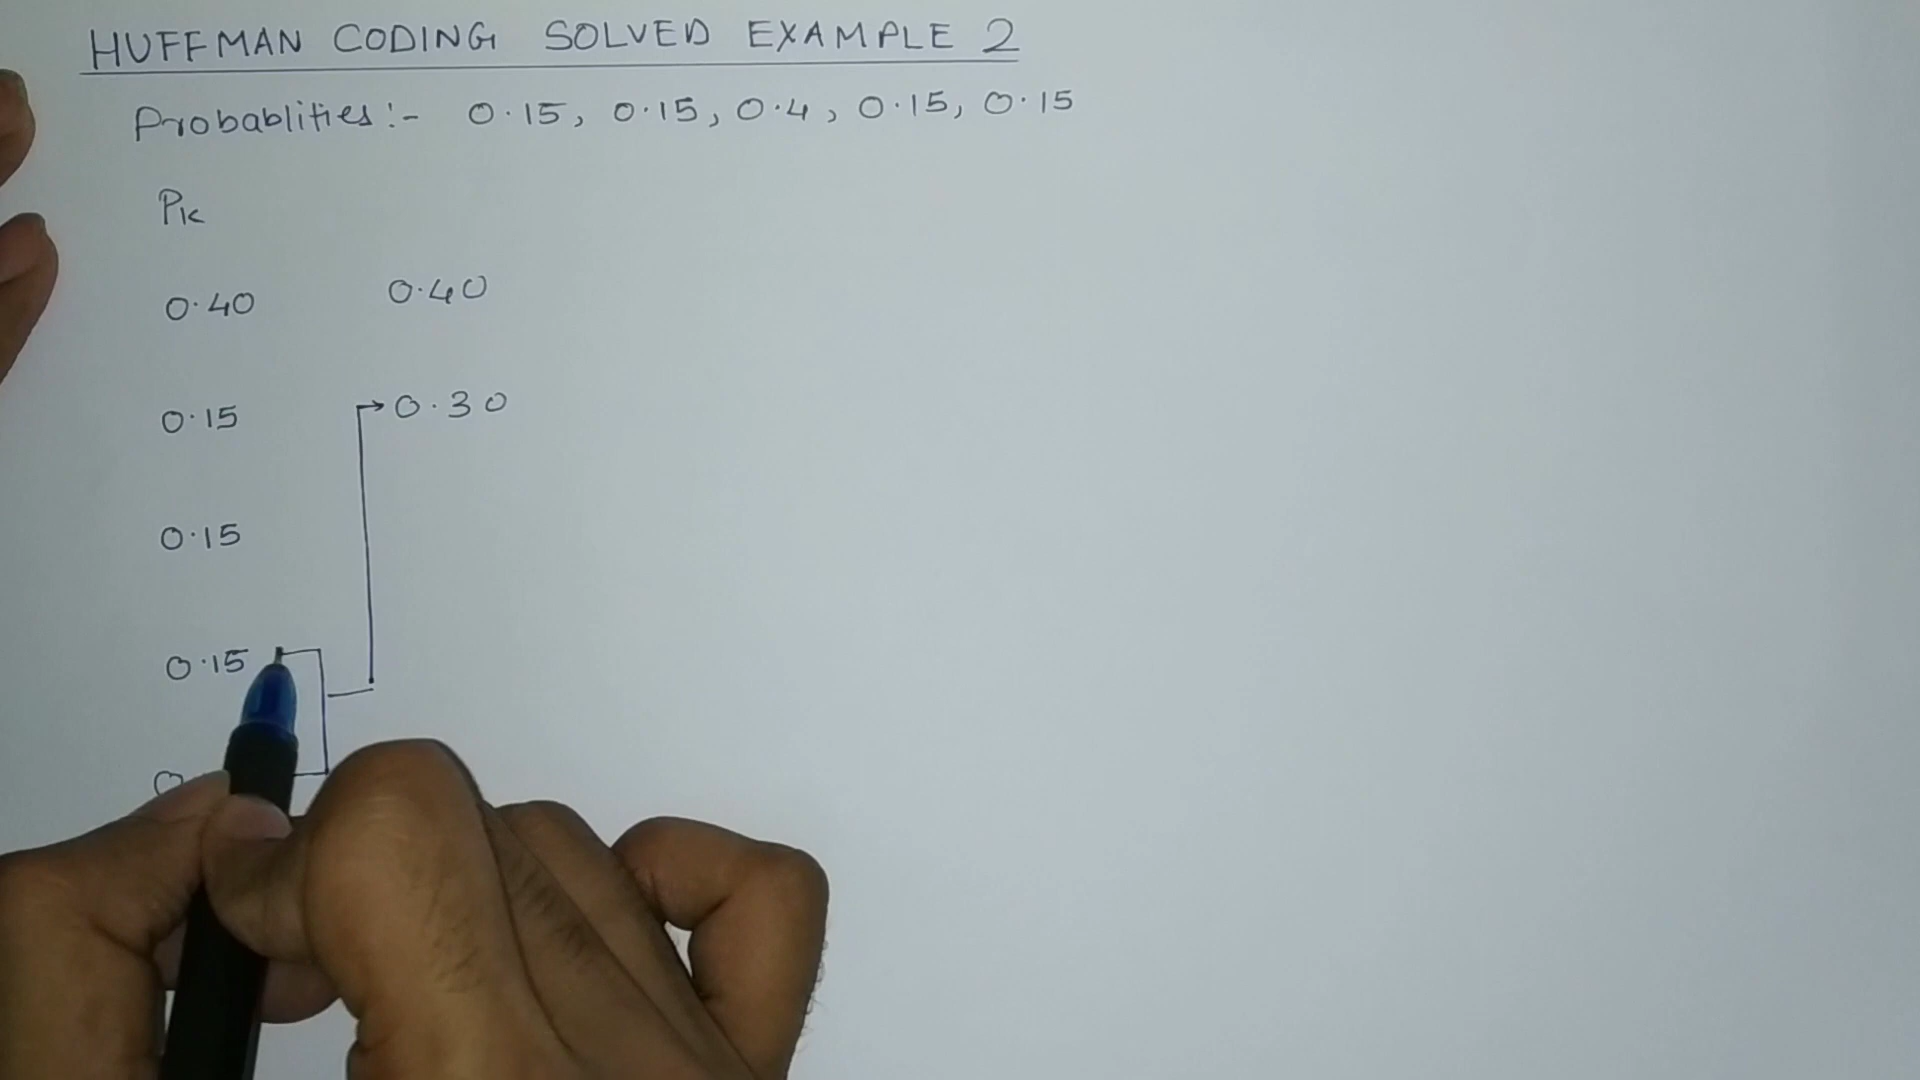 HUFFMAN CODING SOLVED EXAMPLE 2
Probablities:- 0.15, 0.15, 0.4, 0.15, 0.15
Pk
0.40 0.40
0.15 0.30
0.15
0.15